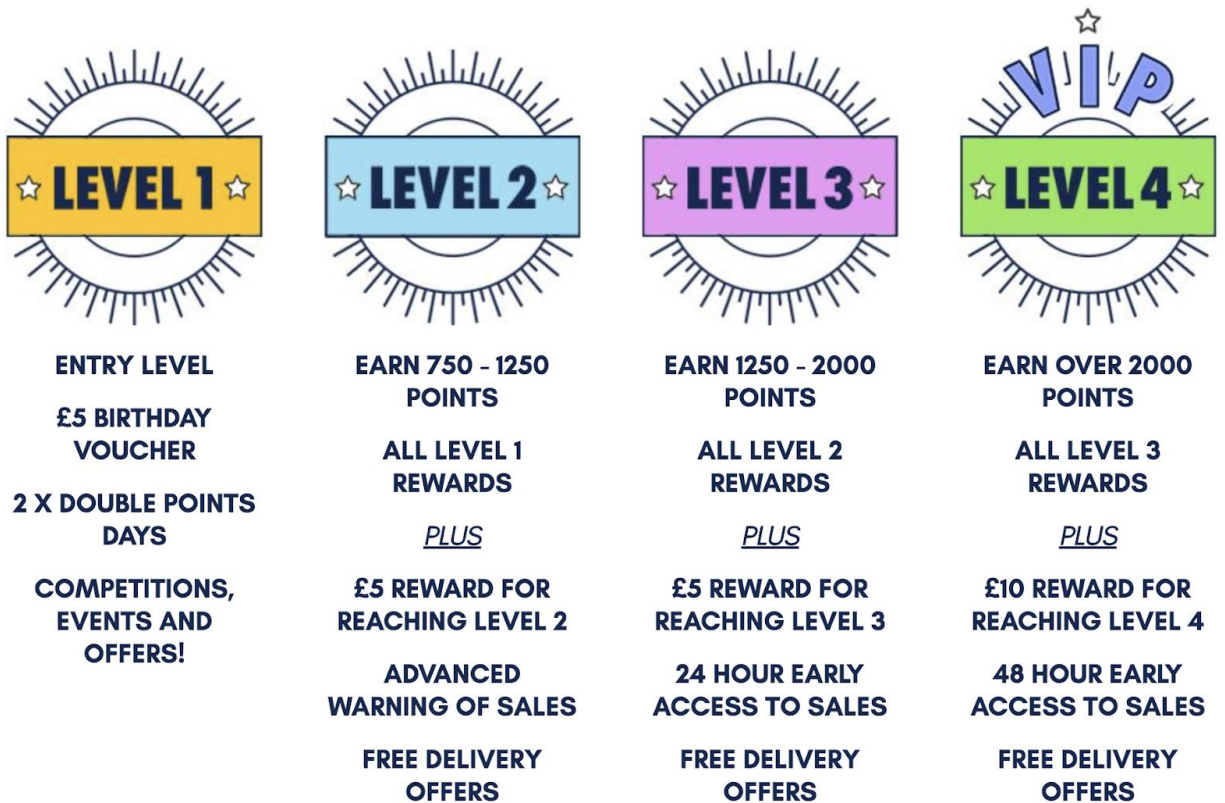 LEVEL 1
ENTRY LEVEL
£5 BIRTHDAY
VOUCHER
2 X DOUBLE POINTS
DAYS
COMPETITIONS,
EVENTS AND
OFFERS!
LEVEL 2
EARN 750 - 1250
POINTS
ALL LEVEL 1
REWARDS
PLUS
£5 REWARD FOR
REACHING LEVEL 2
ADVANCED
WARNING OF SALES
FREE DELIVERY
OFFERS
LEVEL 3
EARN 1250 - 2000
POINTS
ALL LEVEL 2
REWARDS
PLUS
£5 REWARD FOR
REACHING LEVEL 3
24 HOUR EARLY
ACCESS TO SALES
FREE DELIVERY
OFFERS
VIP
LEVEL 4
EARN OVER 2000
POINTS
ALL LEVEL 3
REWARDS
PLUS
£10 REWARD FOR
REACHING LEVEL 4
48 HOUR EARLY
ACCESS TO SALES
FREE DELIVERY
OFFERS